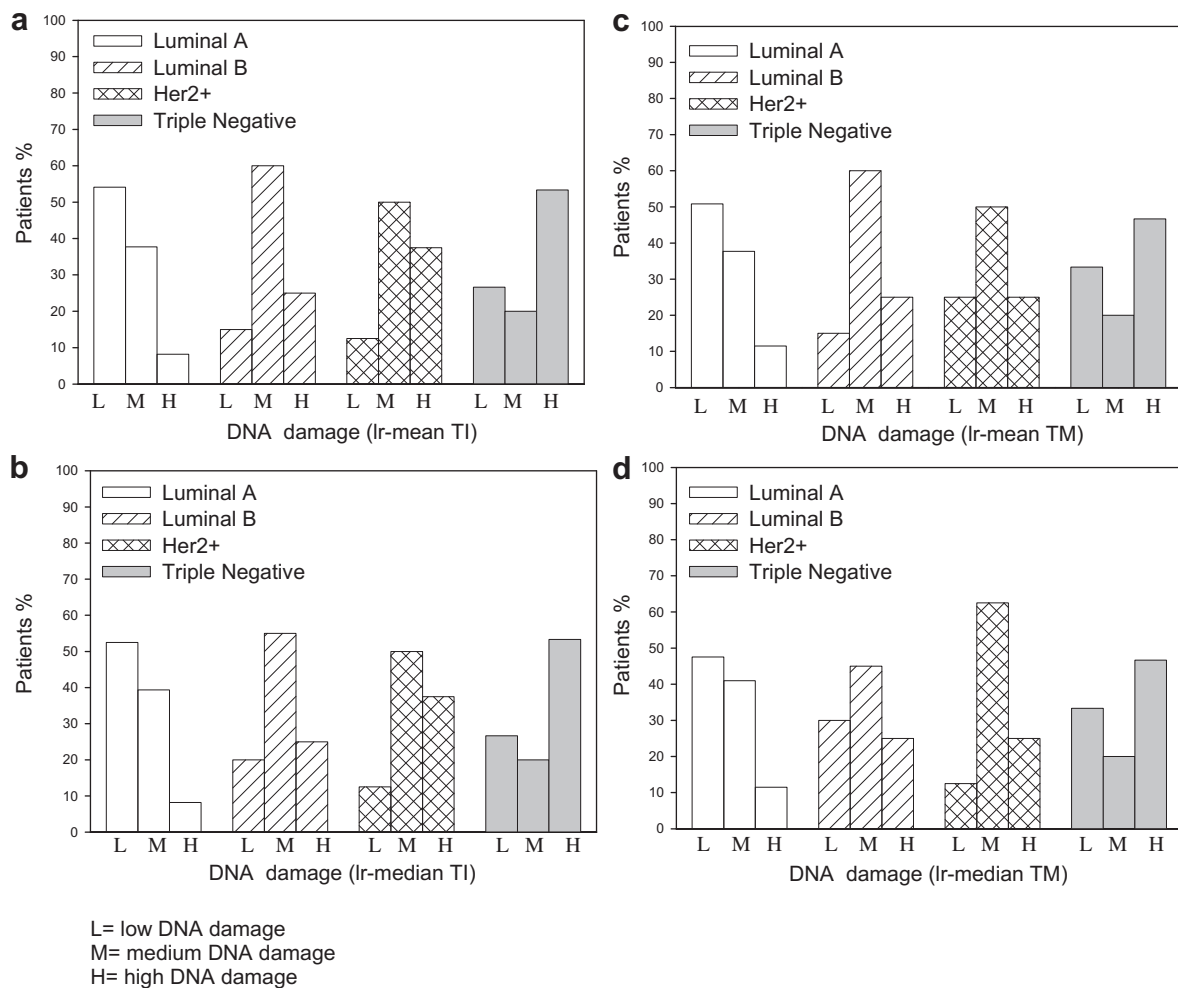 a
100
90
80
70
60
50
40
30
20
10
0
Patients %
Luminal A
Luminal B
Her2+
Triple Negative
L M H L M H L M H L M H
DNA damage (lr-mean TI)
c
100
90
80
70
60
50
40
30
20
10
0
Patients %
Luminal A
Luminal B
Her2+
Triple Negative
L M H L M H L M H L M H
DNA damage (lr-mean TM)
b
100
90
80
70
60
50
40
30
20
10
0
Patients %
Luminal A
Luminal B
Her2+
Triple Negative
L M H L M H L M H L M H
DNA damage (lr-median TI)
d
100
90
80
70
60
50
40
30
20
10
0
Patients %
Luminal A
Luminal B
Her2+
Triple Negative
L M H L M H L M H L M H
DNA damage (lr-median TM)
L= low DNA damage
M= medium DNA damage
H= high DNA damage